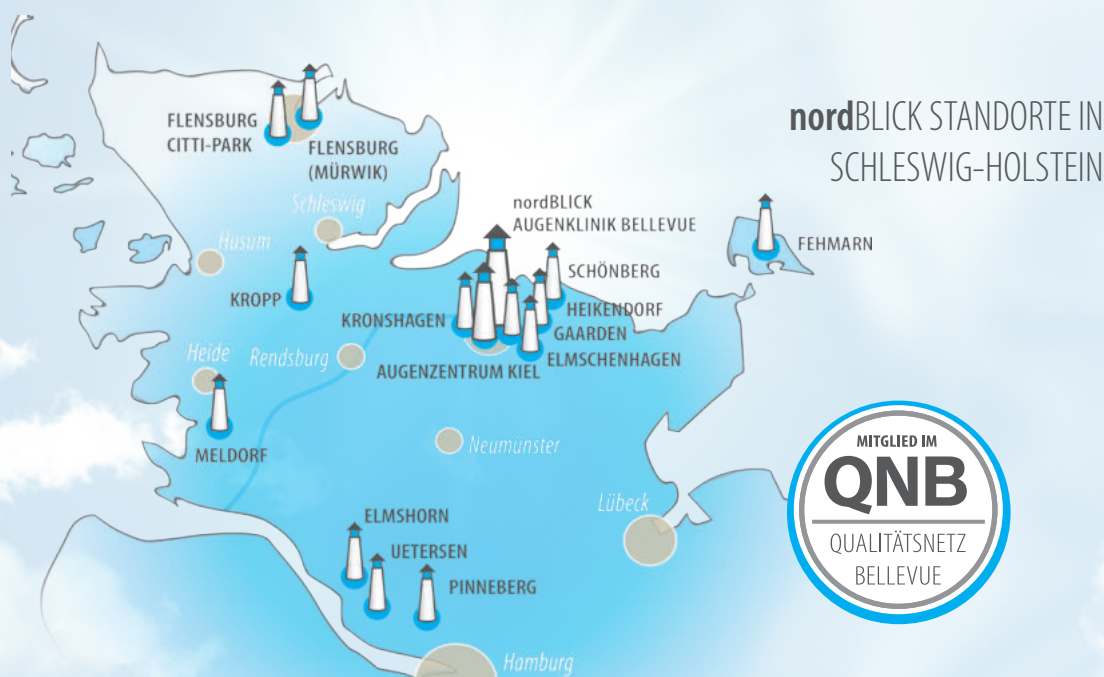 nordBLICK STANDORTE IN
SCHLESWIG-HOLSTEIN
FLENSBURG
CITTI-PARK
FLENSBURG
(MÜRWIK)
Schleswig
Husum
nordBLICK
AUGENKLINIK BELLEVUE
FEHMARN
SCHÖNBERG
KROPP
HEIKENDORF
KRONSHAGEN
GAARDEN
ELMSCHENHAGEN
Heide
Rendsburg
AUGENZENTRUM KIEL
MELDORF
Neumünster
MITGLIED IM
QNB
QUALITÄTSNETZ
BELLEVUE
Lübeck
ELMSHORN
UETERSEN
PINNEBERG
Hamburg